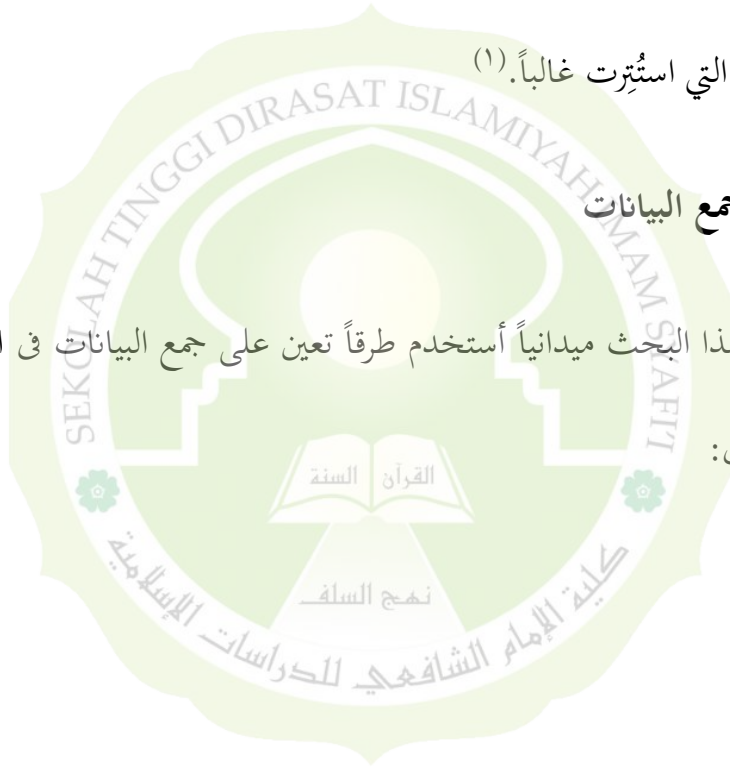 التي استُتِرت غالباً.(١)
SEKOLAH TINGGI DIRASAT ISLAMIYAH IMAM SYAFI'I
جمع البيانات
البحث ميدانياً أستخدم طرقاً تعين على جمع البيانات فى
القرآن السنة
نهج السلف
كلية الإمام الشافعي للدراسات الإسلامية